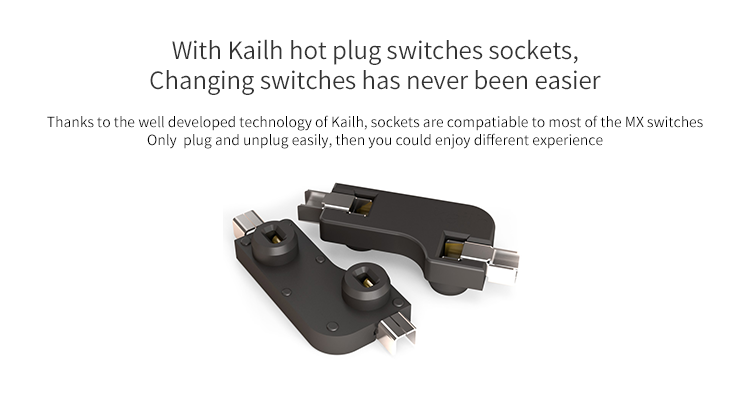 With Kailh hot plug switches sockets,
Changing switches has never been easier
Thanks to the well developed technology of Kailh, sockets are compatiable to most of the MX switches
Only plug and unplug easily, then you could enjoy different experience